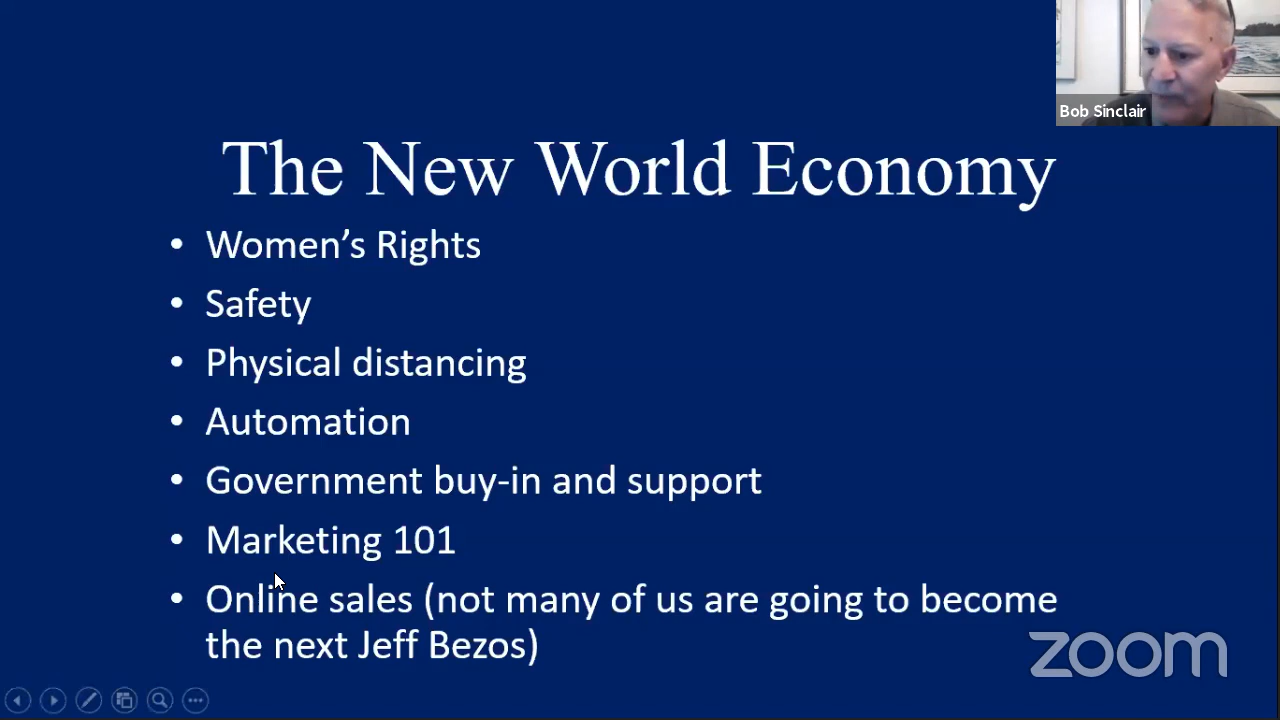 Bob Sinclair
The New World Economy
• Women’s Rights
• Safety
• Physical distancing
• Automation
• Government buy-in and support
• Marketing 101
• Online sales (not many of us are going to become
the next Jeff Bezos)
zoom